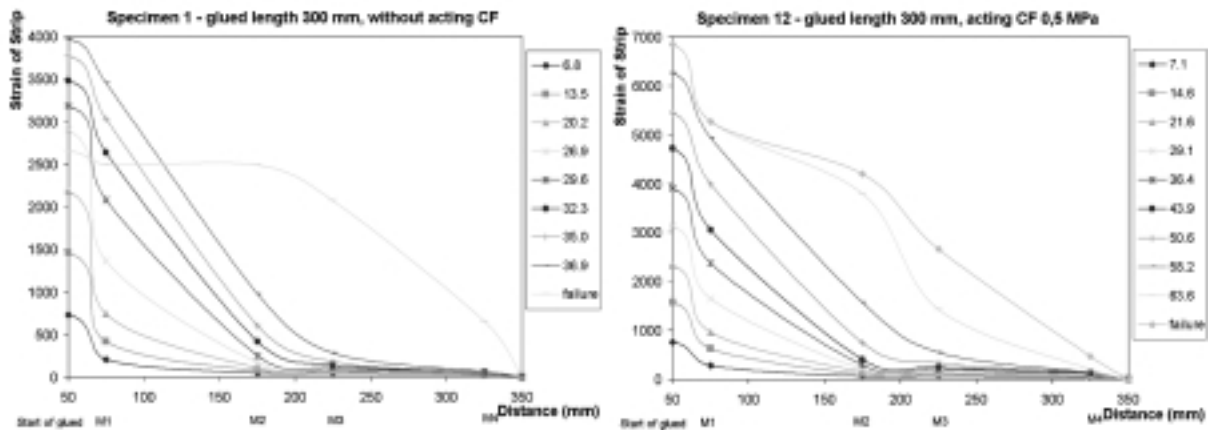 Specimen 1 - glued length 300 mm, without acting CF
Strain of Strip
4000
3500
3000
2500
2000
1500
1000
500
0
50
100
150
200
250
300
350
Distance (mm)
Start of glued
M1
M2
M3
M4
6.8
13.5
20.2
26.9
29.6
32.3
35.0
36.9
failure
Specimen 12 - glued length 300 mm, acting CF 0,5 MPa
Strain of Strip
7000
6000
5000
4000
3000
2000
1000
0
50
100
150
200
250
300
350
Distance (mm)
Start of glued
M1
M2
M3
M4
7.1
14.6
21.6
29.1
36.4
43.9
50.6
58.2
63.6
failure